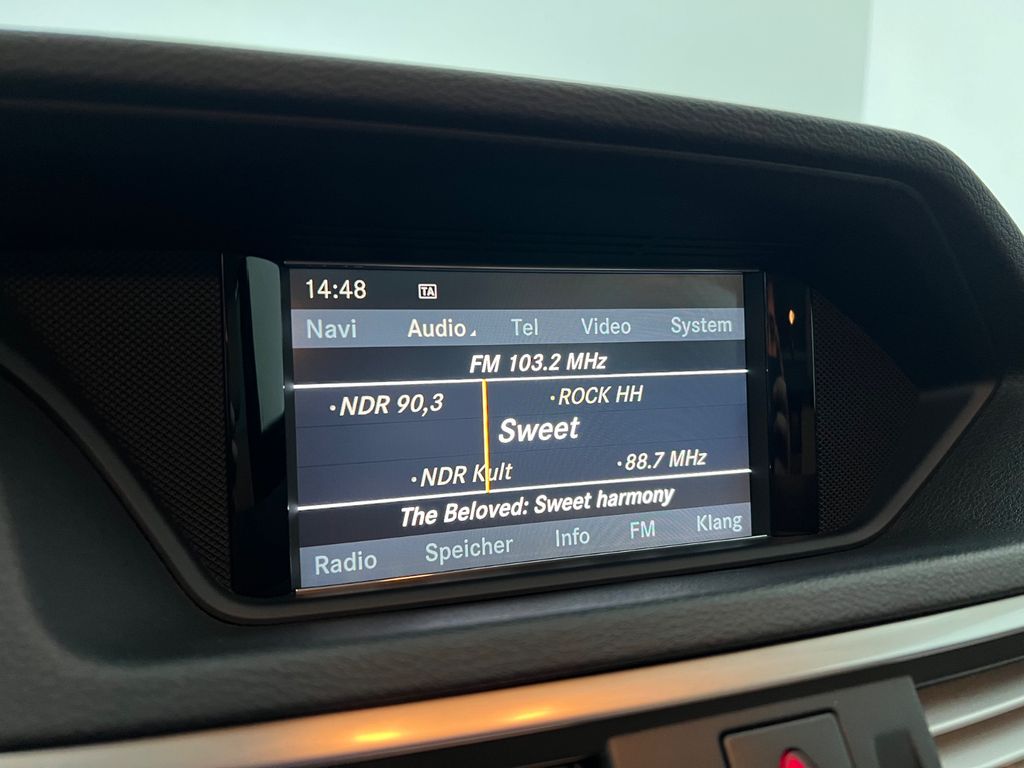 14:48 TA
Navi Audio Tel Video System
FM 103.2 MHz
NDR 90,3 ·ROCK HH
Sweet
·NDR Kult ·88.7 MHz
The Beloved: Sweet harmony
Radio Speicher Info FM Klang